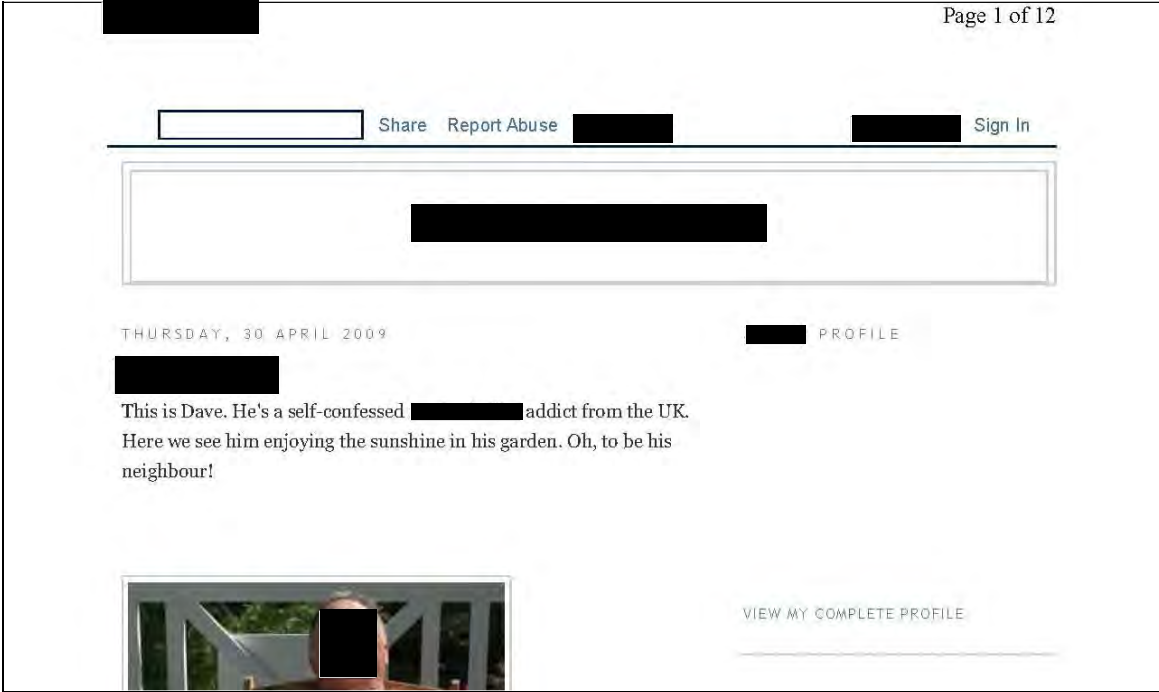 Page 1 of 12
Share Report Abuse Sign In
THURSDAY, 30 APRIL 2009
PROFILE
This is Dave. He's a self-confessed addict from the UK.
Here we see him enjoying the sunshine in his garden. Oh, to be his
neighbour!
VIEW MY COMPLETE PROFILE